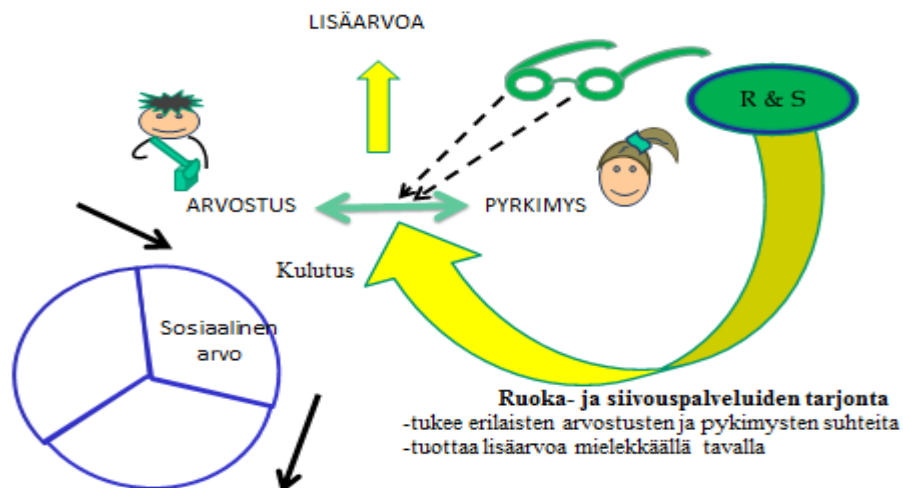 LISÄARVOA
R & S
ARVOSTUS
PYRKIMYS
Kulutus
Sosiaalinen
arvo
Ruoka- ja siivouspalveluiden tarjonta
-tukee erilaisten arvostusten ja pykimysten suhteita
-tuottaa lisäarvoa mielekkäällä tavalla